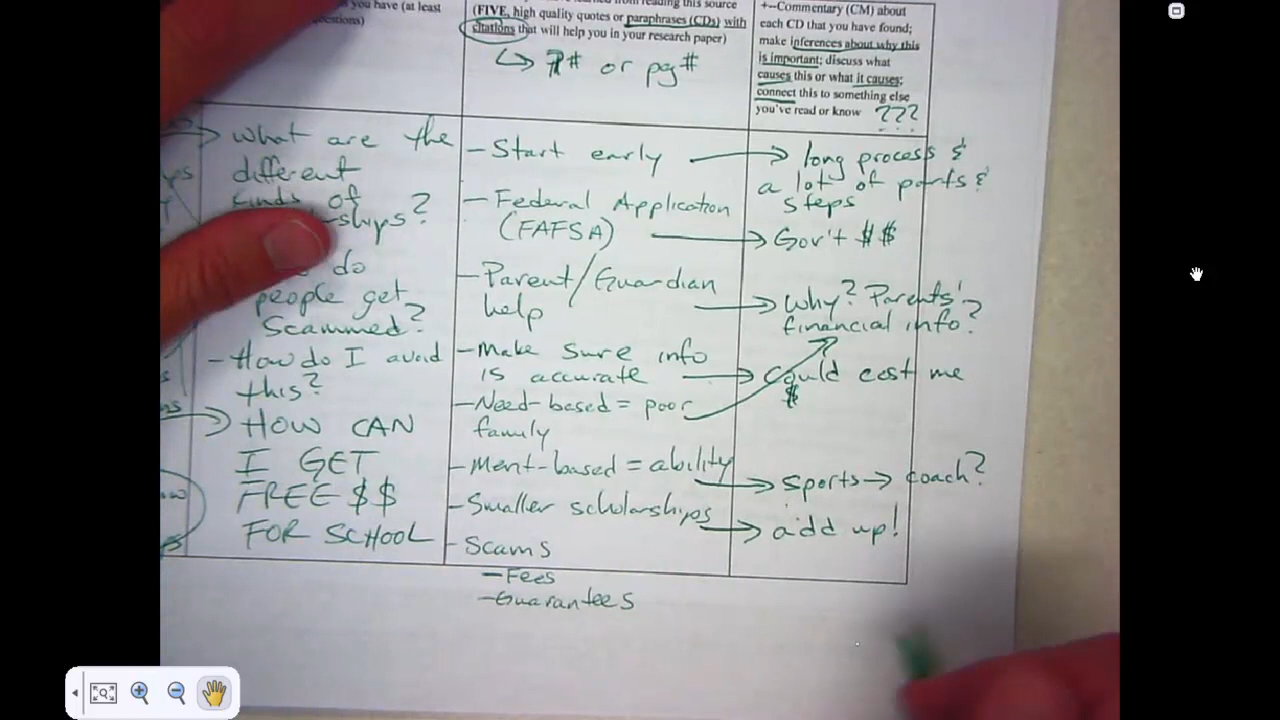 you have (at least
(FIVE, high quality quotes or paraphrases (CDs) with
citations that will help you in your research paper)
↳ ¶# or pg#
+–Commentary (CM) about
each CD that you have found;
make inferences about why this
is important; discuss what
causes this or what it causes;
connect this to something else
you've read or know ???
What are the
different
kinds of
?
do
people get
scammed?
- How do I avoid
this?
HOW CAN
I GET
FREE $$
FOR SCHOOL
- Start early
- Federal Application
(FAFSA)
- Parent/Guardian
help
- Make sure info
is accurate
- Need-based = poor
family
- Merit-based = ability
- Smaller scholarships
- Scams
- Fees
- Guarantees
long process &
a lot of parts &
steps
Gov't $$
Why? Parents'
financial info?
Could cost me
$
sports → coach?
add up!